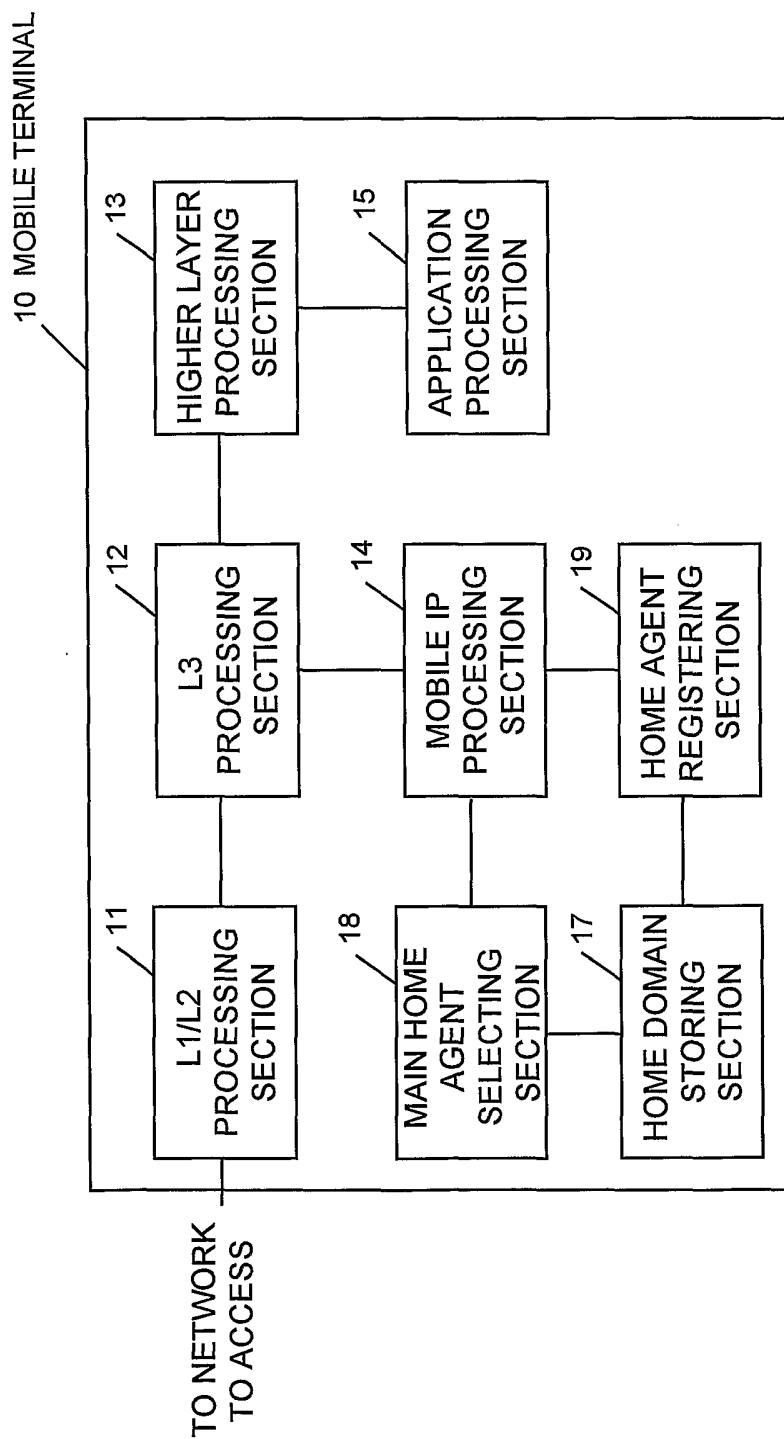 10 MOBILE TERMINAL
TO NETWORK
TO ACCESS
11
L1/L2
PROCESSING
SECTION
12
L3
PROCESSING
SECTION
13
HIGHER LAYER
PROCESSING
SECTION
18
MAIN HOME
AGENT
SELECTING
SECTION
14
MOBILE IP
PROCESSING
SECTION
15
APPLICATION
PROCESSING
SECTION
17
HOME DOMAIN
STORING
SECTION
19
HOME AGENT
REGISTERING
SECTION